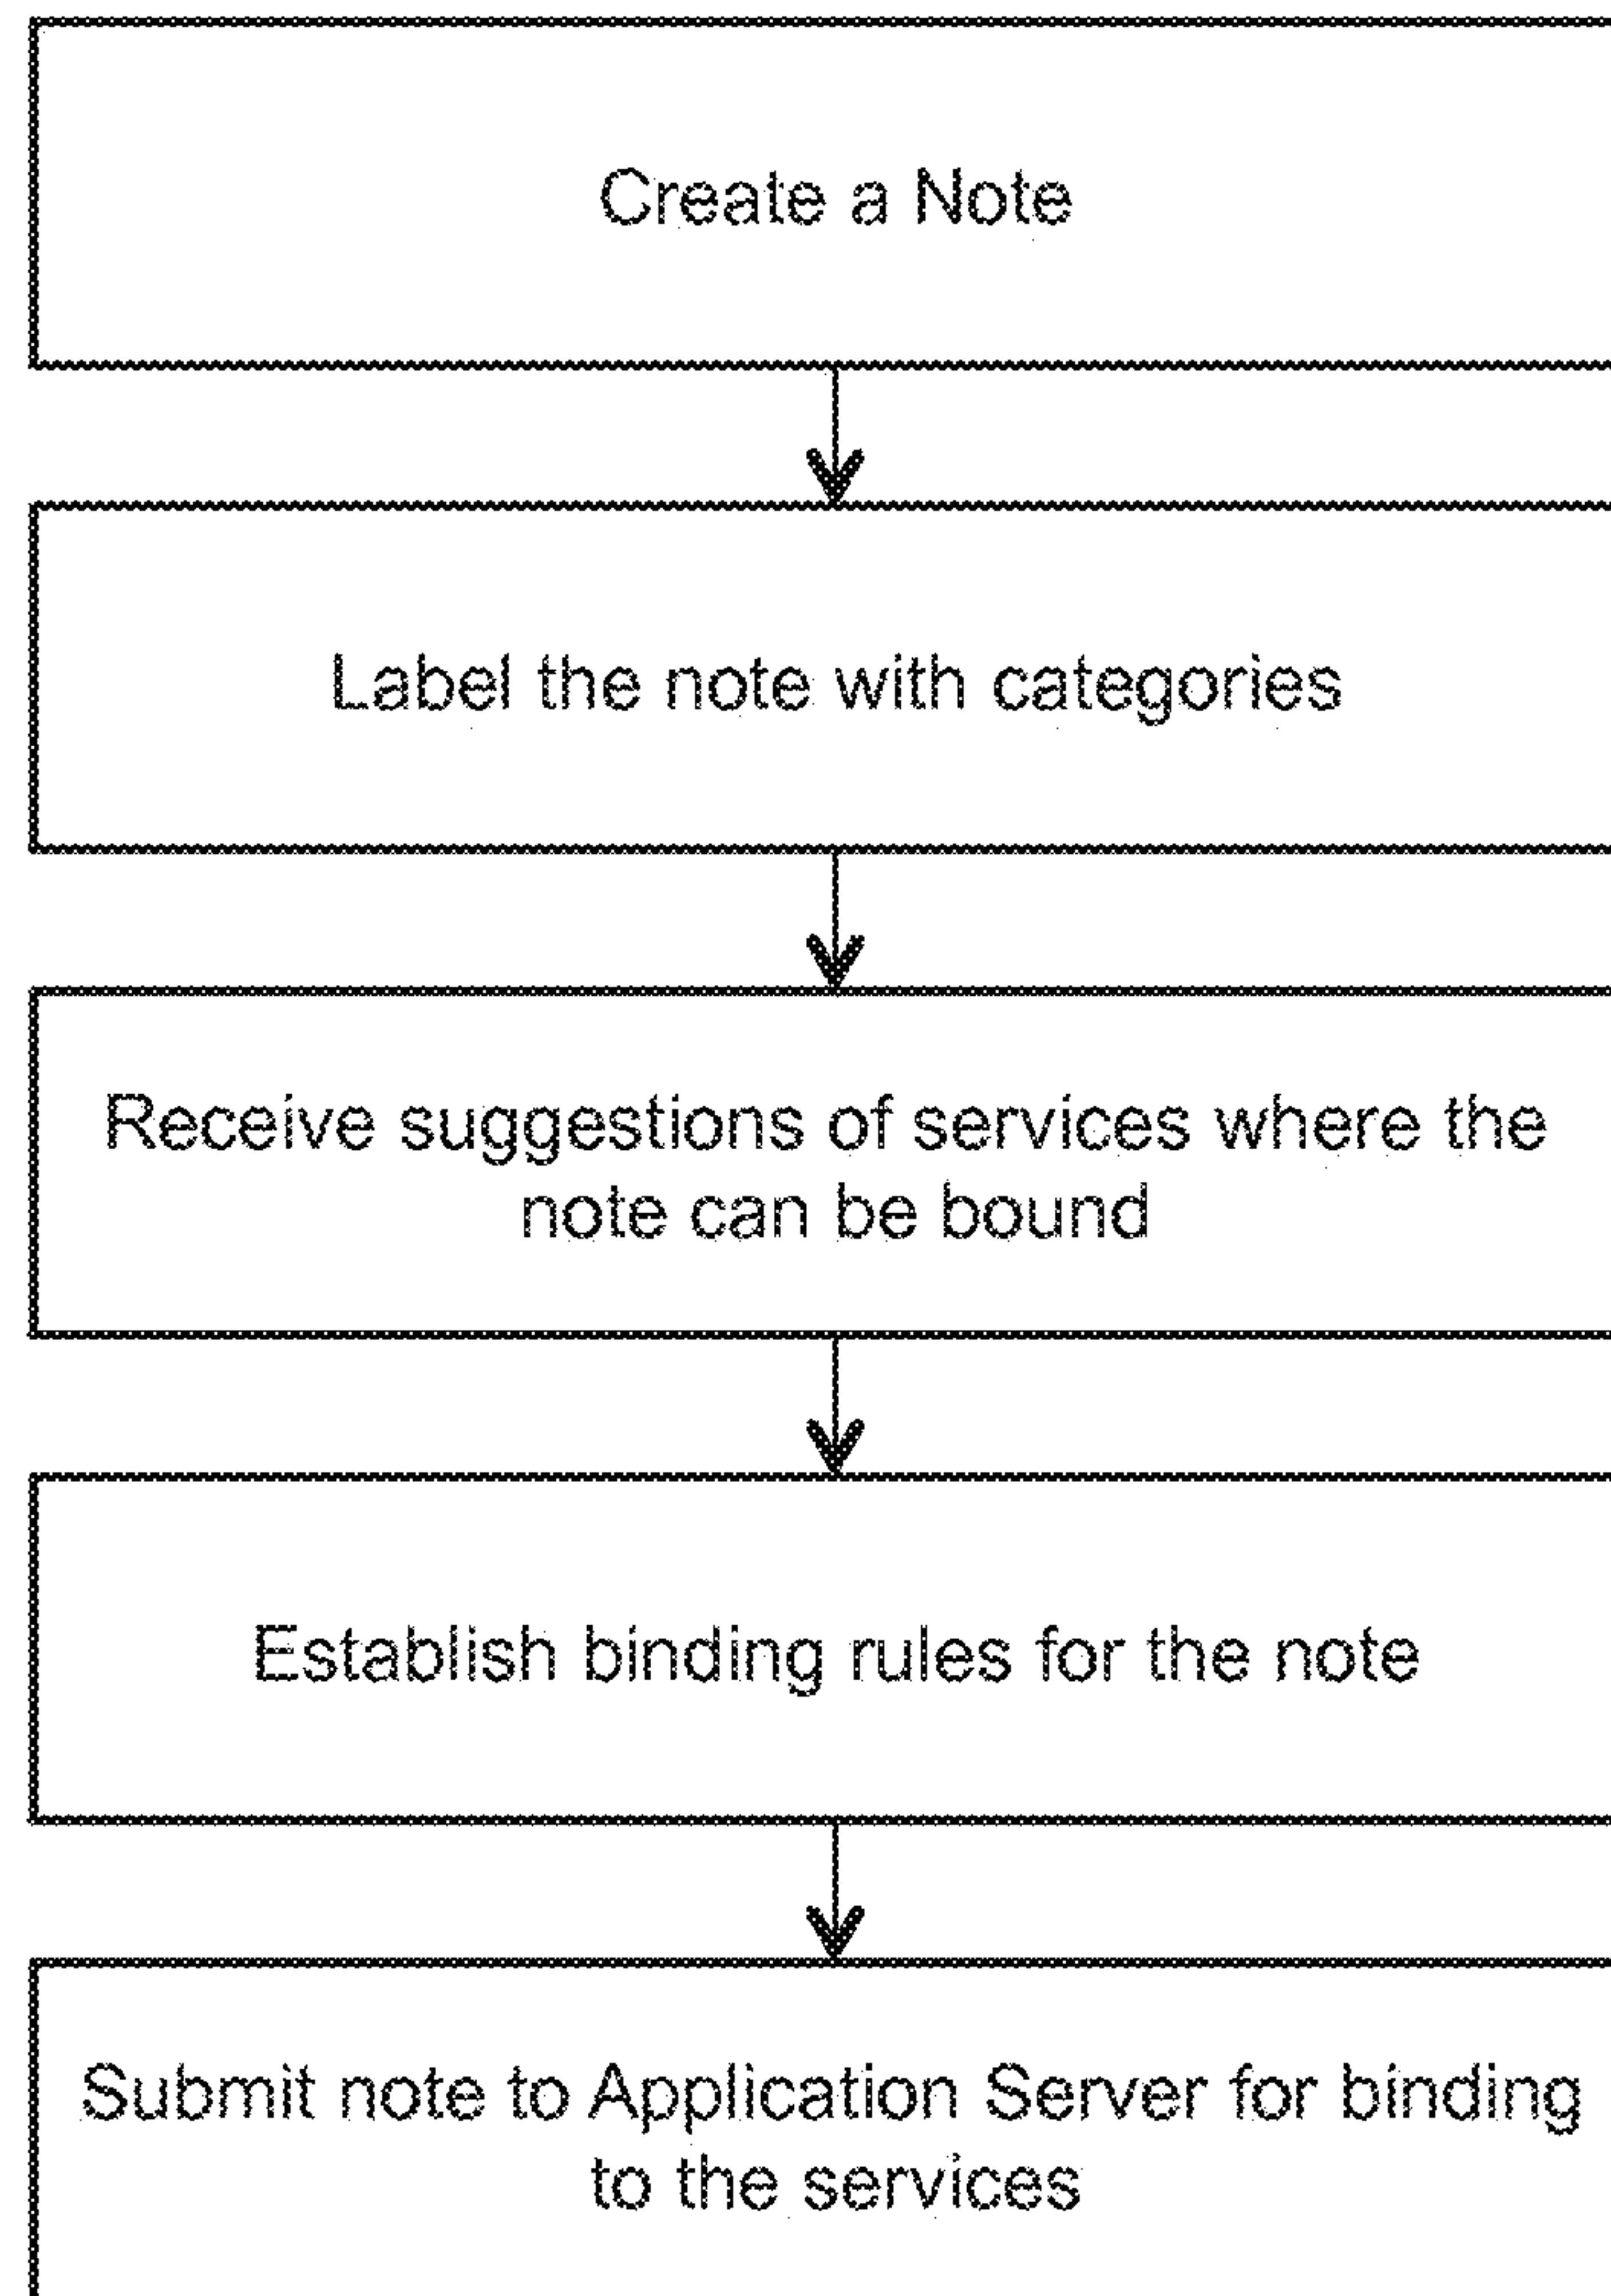 Create a Note
Label the note with categories
Receive suggestions of services where the
note can be bound
Establish binding rules for the note
Submit note to Application Server for binding
to the services